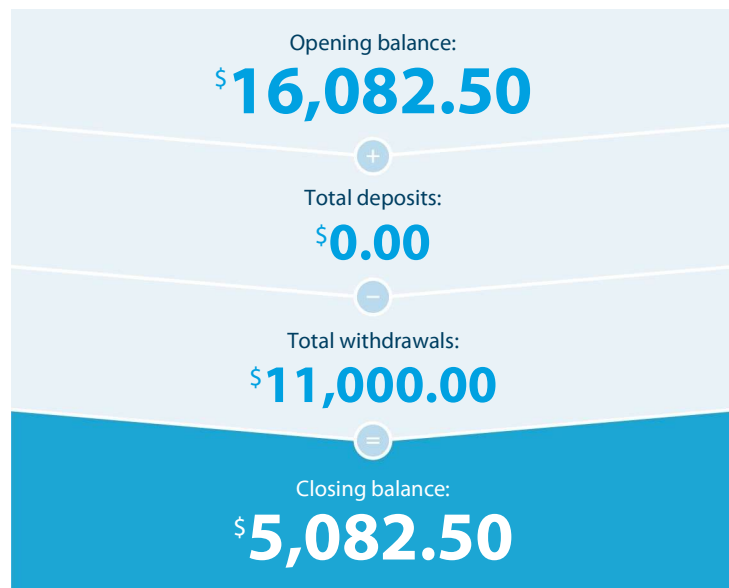 Opening balance:
$16,082.50
+
Total deposits:
$0.00
−
Total withdrawals:
$11,000.00
=
Closing balance:
$5,082.50